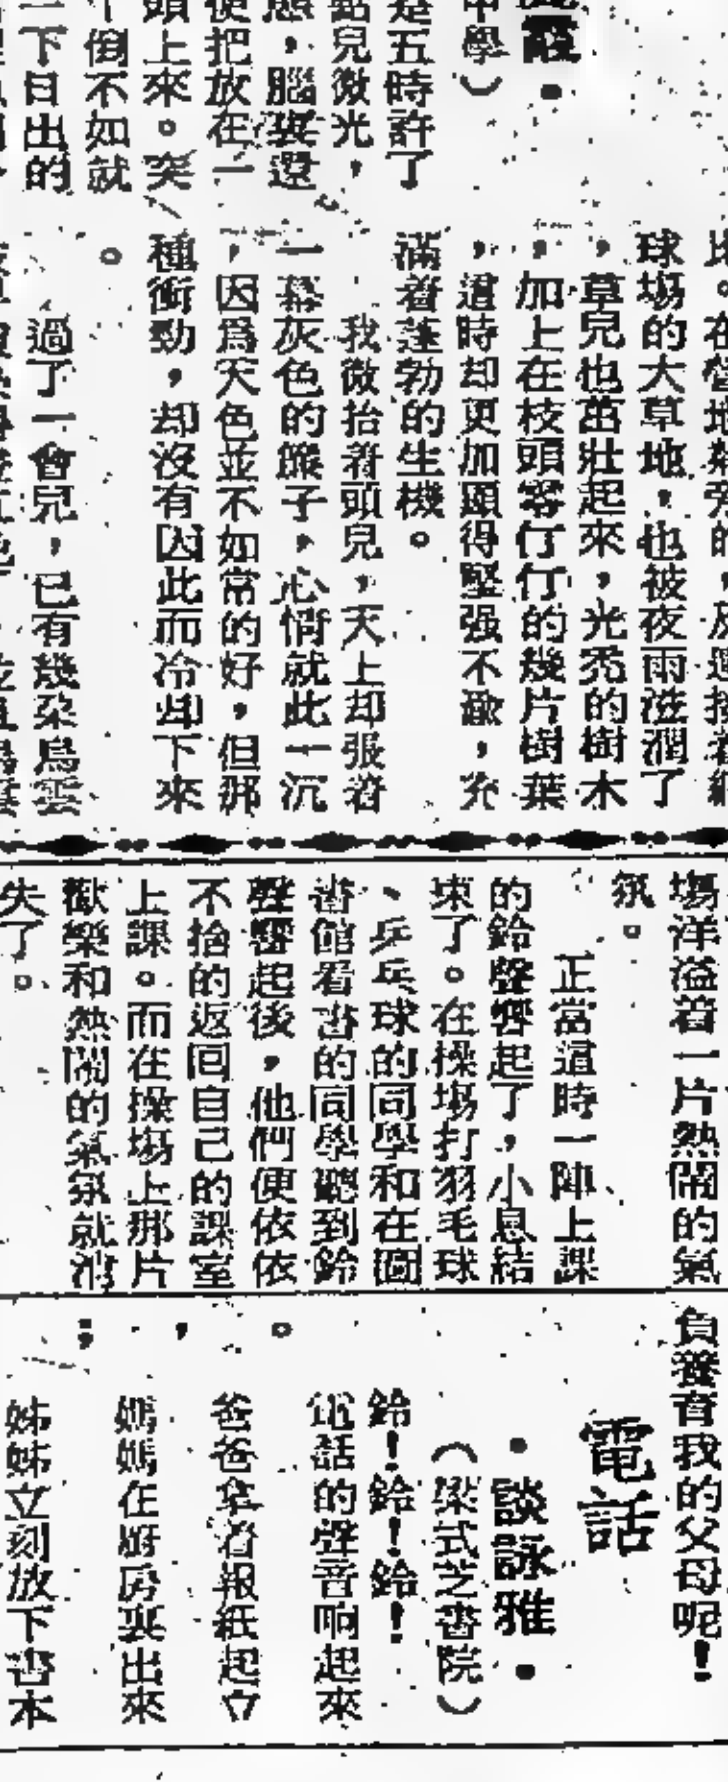 霞·
中學）
是五時許了
點兒微光，
意，腦裏還
便把放在一
頭上來。突
個倒不如就
一下日出的
球場的大草地，也被夜雨滋潤了
，草兒也茁壯起來，光禿的樹木
，加上在枝頭零仃仃的幾片樹葉
，這時却更加顯得堅强不歛，充
滿着蓬勃的生機。
我微抬着頭兒，天上却張着
一幕灰色的簾子，心情就此一沉
，因爲天色並不如常的好，但那
種衝勁，却沒有因此而冷却下來
。
過了一會兒，已有幾朶烏雲
場洋溢着一片熱鬧的氣
氛。
正當這時一陣上課
的鈴聲響起了，小息結
束了。在操場打羽毛球
、乒乓球的同學和在圖
書館看書的同學聽到鈴
聲響起後，他們便依依
不捨的返回自己的課室
上課。而在操場上那片
歡樂和熱鬧的氣氛就消
失了。
負養育我的父母呢！
電話
·談詠雅·
（梁式芝書院）
鈴！鈴！鈴！
電話的聲音响起來
。
爸爸拿着報紙起立
，
媽媽在厨房裏出來
；
姊姊立刻放下書本